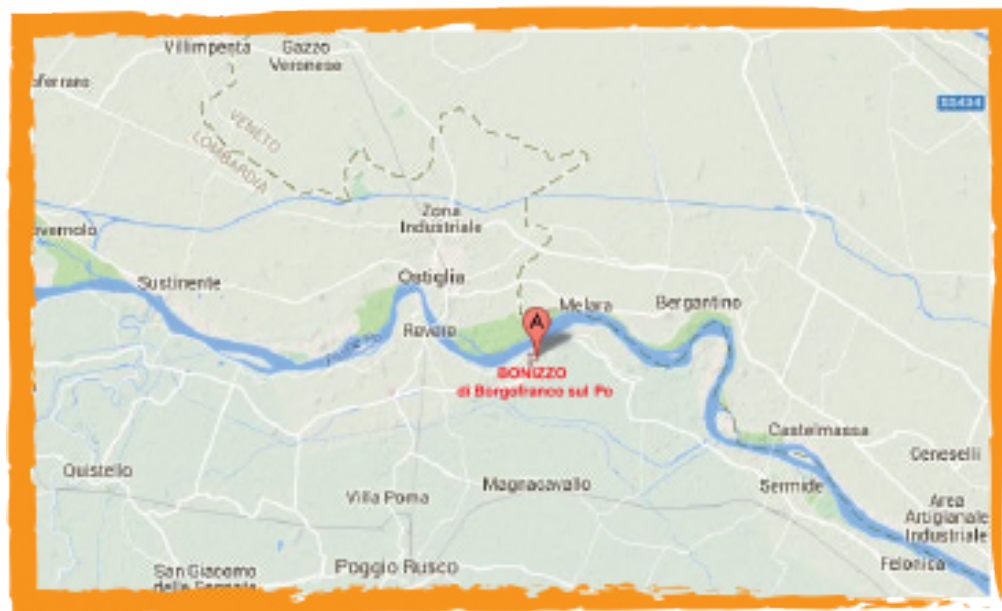 Villimpenta
Gazzo
Veronese
SS434
VENETO
LOMBARDIA
Zona
Industriale
Sustinente
Ostiglia
Melara
Bergantino
A
Revere
BONIZZO
di Borgofranco sul Po
Castelmassa
Ceneselli
Quistello
Villa Poma
Magnacavallo
Sermide
Area
Artigianale
Industriale
Felonica
San Giacomo
Poggio Rusco